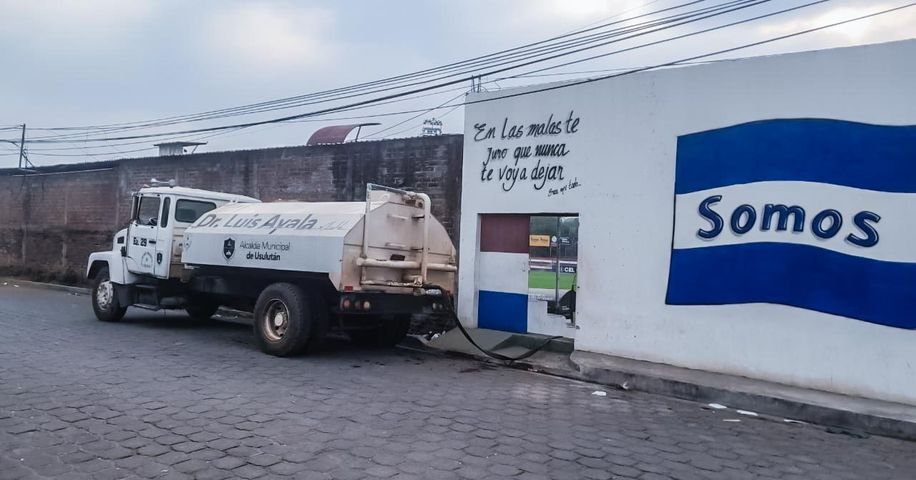 En Las malas te
Juro que nunca
te voy a dejar
Somos
Dr. Luis Ayala
Alcaldía Municipal
de Usulután